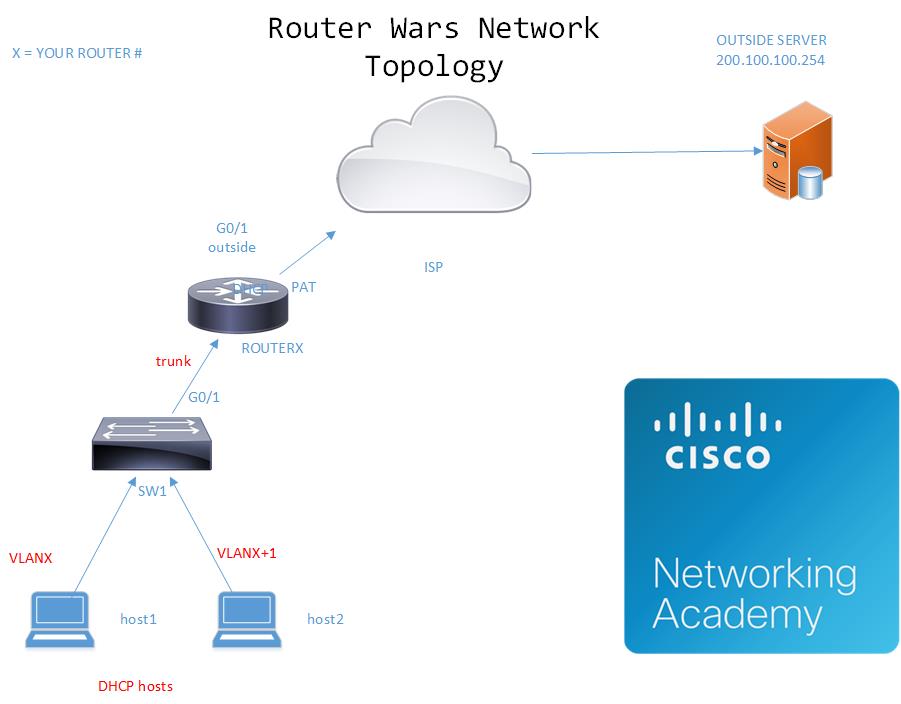 Router Wars Network
Topology
X = YOUR ROUTER #
OUTSIDE SERVER
200.100.100.254
G0/1
outside
ISP
DHCP
PAT
ROUTERX
trunk
G0/1
SW1
VLANX
VLANX+1
host1
host2
DHCP hosts
CISCO
Networking
Academy